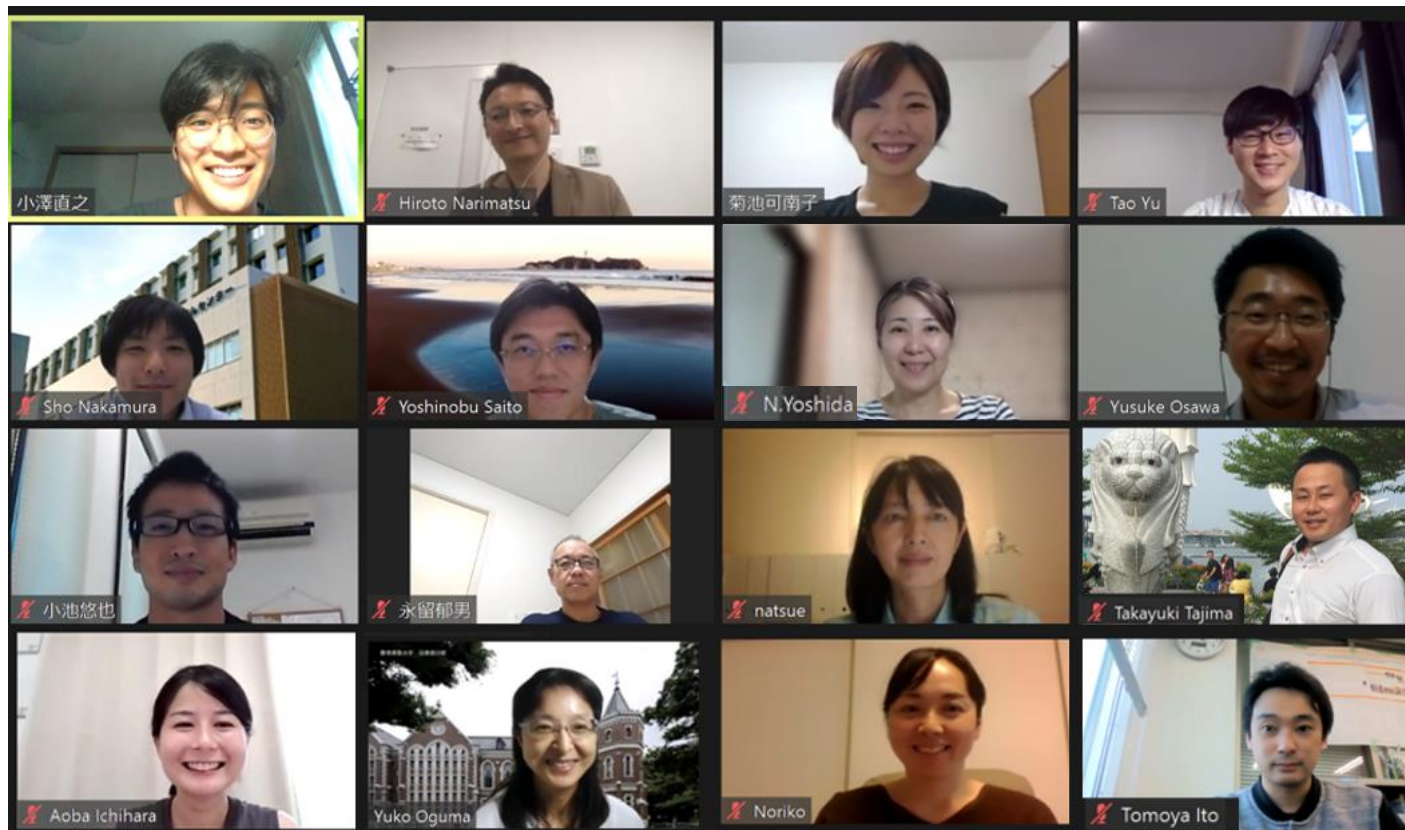 小澤直之
Hiroto Narimatsu
菊池可南子
Tao Yu
Sho Nakamura
Yoshinobu Saito
N.Yoshida
Yusuke Osawa
小池悠也
永留郁男
natsue
Takayuki Tajima
Aoba Ichihara
Yuko Oguma
Noriko
Tomoya Ito